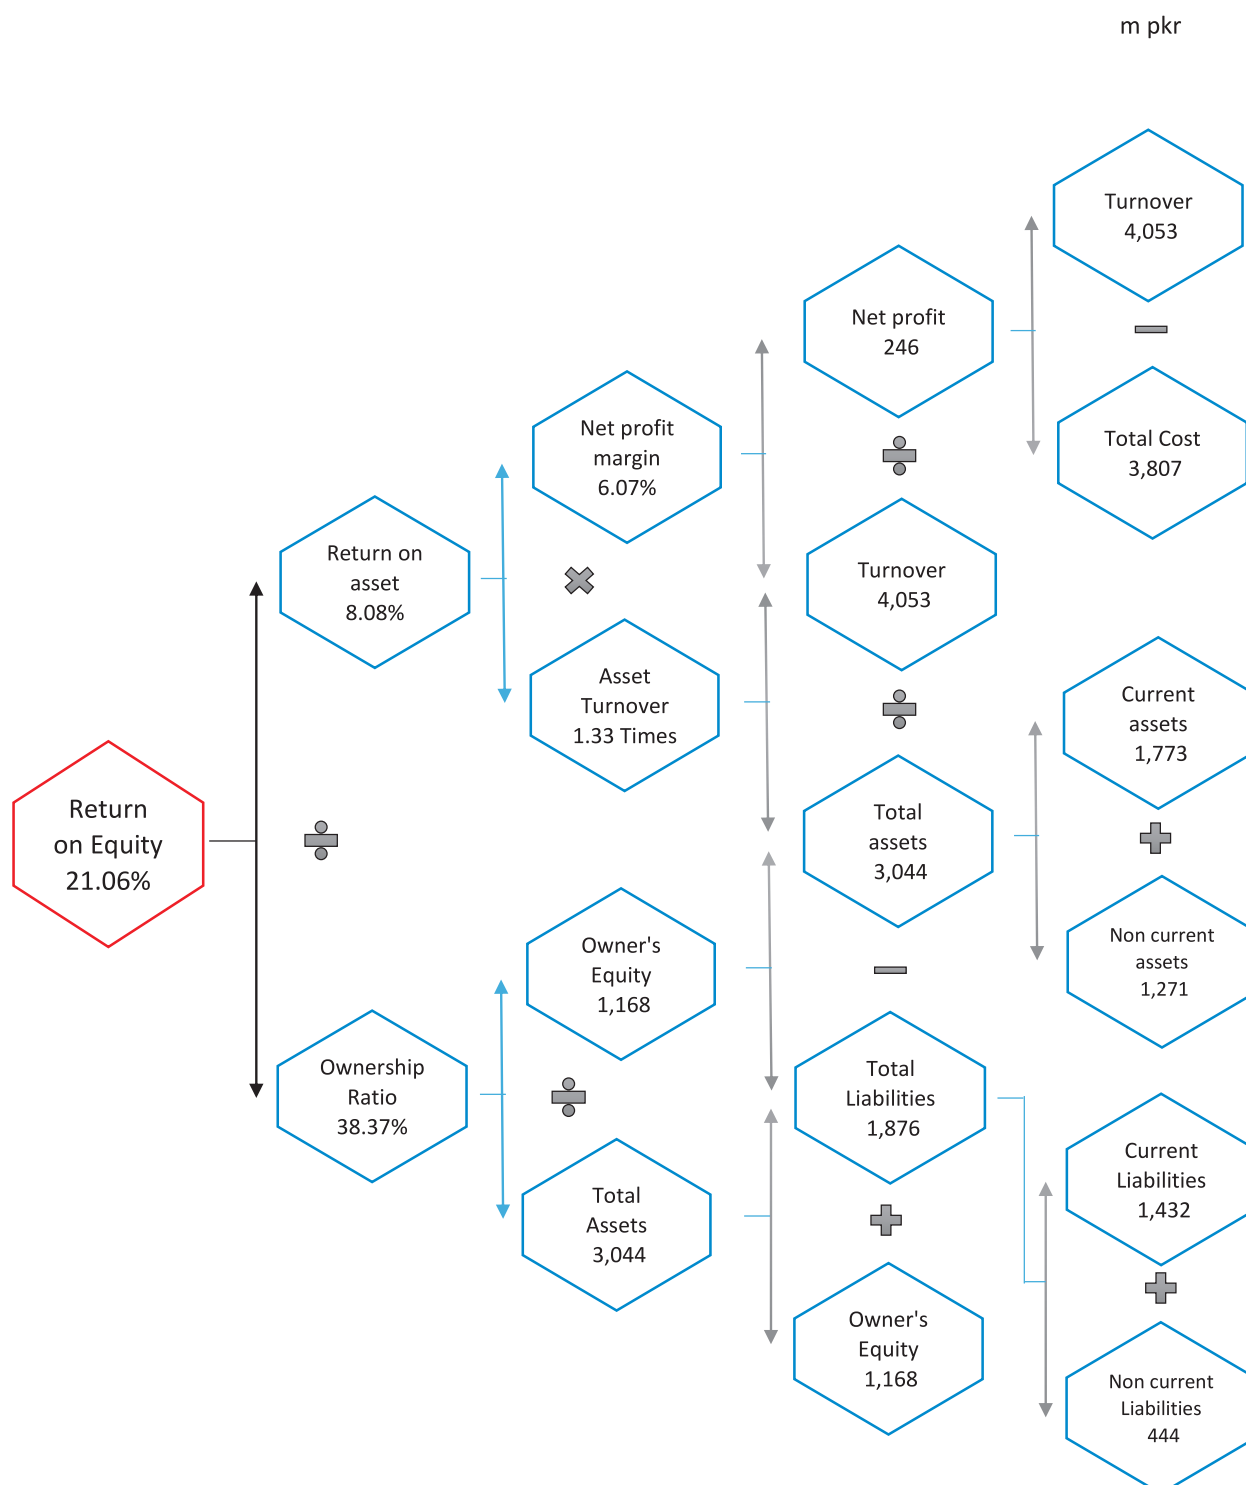 m pkr
Turnover
4,053
Net profit
246
Total Cost
3,807
Net profit
margin
6.07%
Return on
asset
8.08%
Turnover
4,053
Asset
Turnover
1.33 Times
Current
assets
1,773
Return
on Equity
21.06%
Total
assets
3,044
Owner's
Equity
1,168
Non current
assets
1,271
Ownership
Ratio
38.37%
Total
Liabilities
1,876
Current
Liabilities
1,432
Total
Assets
3,044
Owner's
Equity
1,168
Non current
Liabilities
444